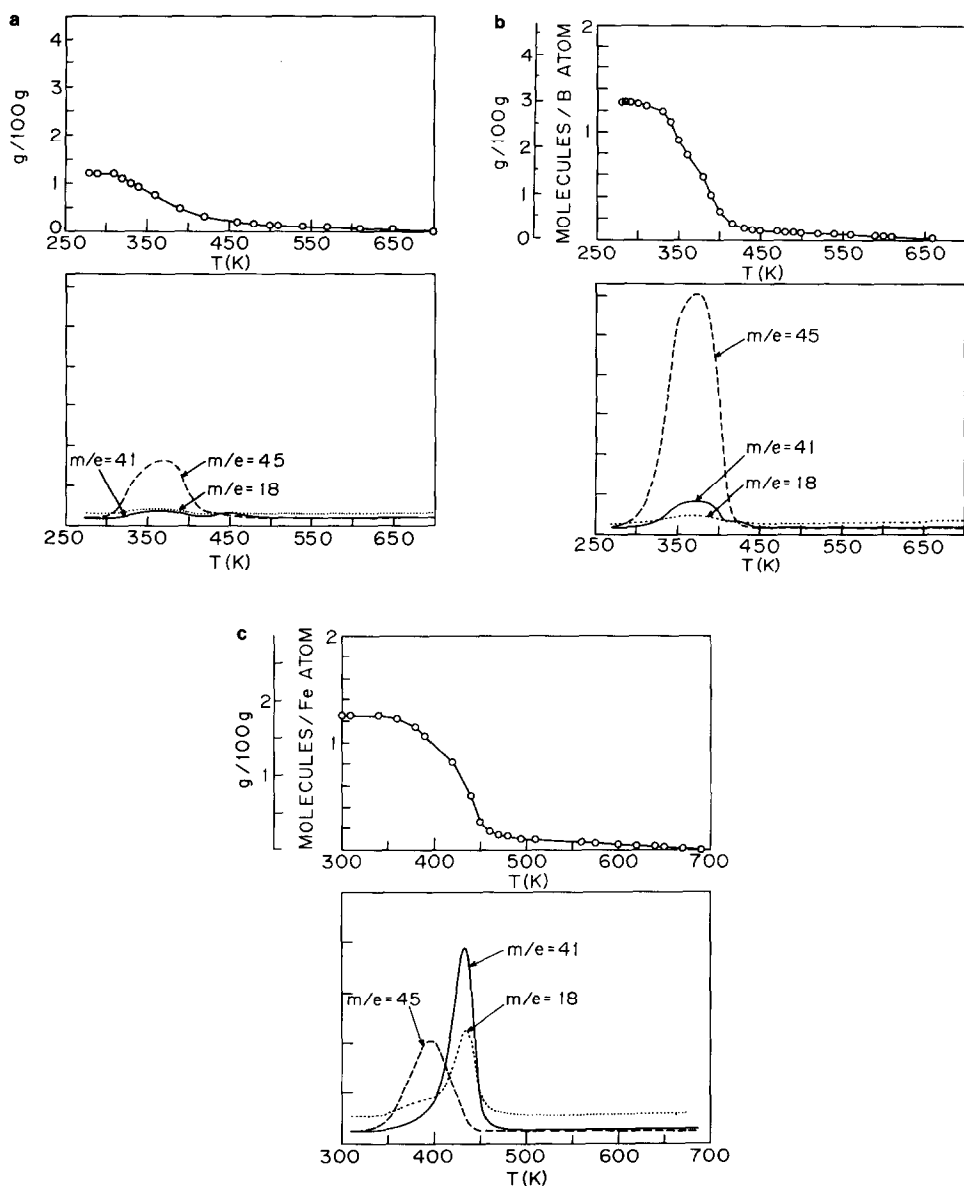 a
g/100g
4
3
2
1
0
250 350 450 550 650
T(K)
m/e=41
m/e=45
m/e=18
250 350 450 550 650
T(K)
b
g/100g
4
3
2
1
0
MOLECULES/B ATOM
2
1
0
250 350 450 550 650
T(K)
m/e=45
m/e=41
m/e=18
250 350 450 550 650
T(K)
c
g/100g
2
1
MOLECULES/Fe ATOM
2
1
0
300 400 500 600 700
T(K)
m/e=41
m/e=45
m/e=18
300 400 500 600 700
T(K)